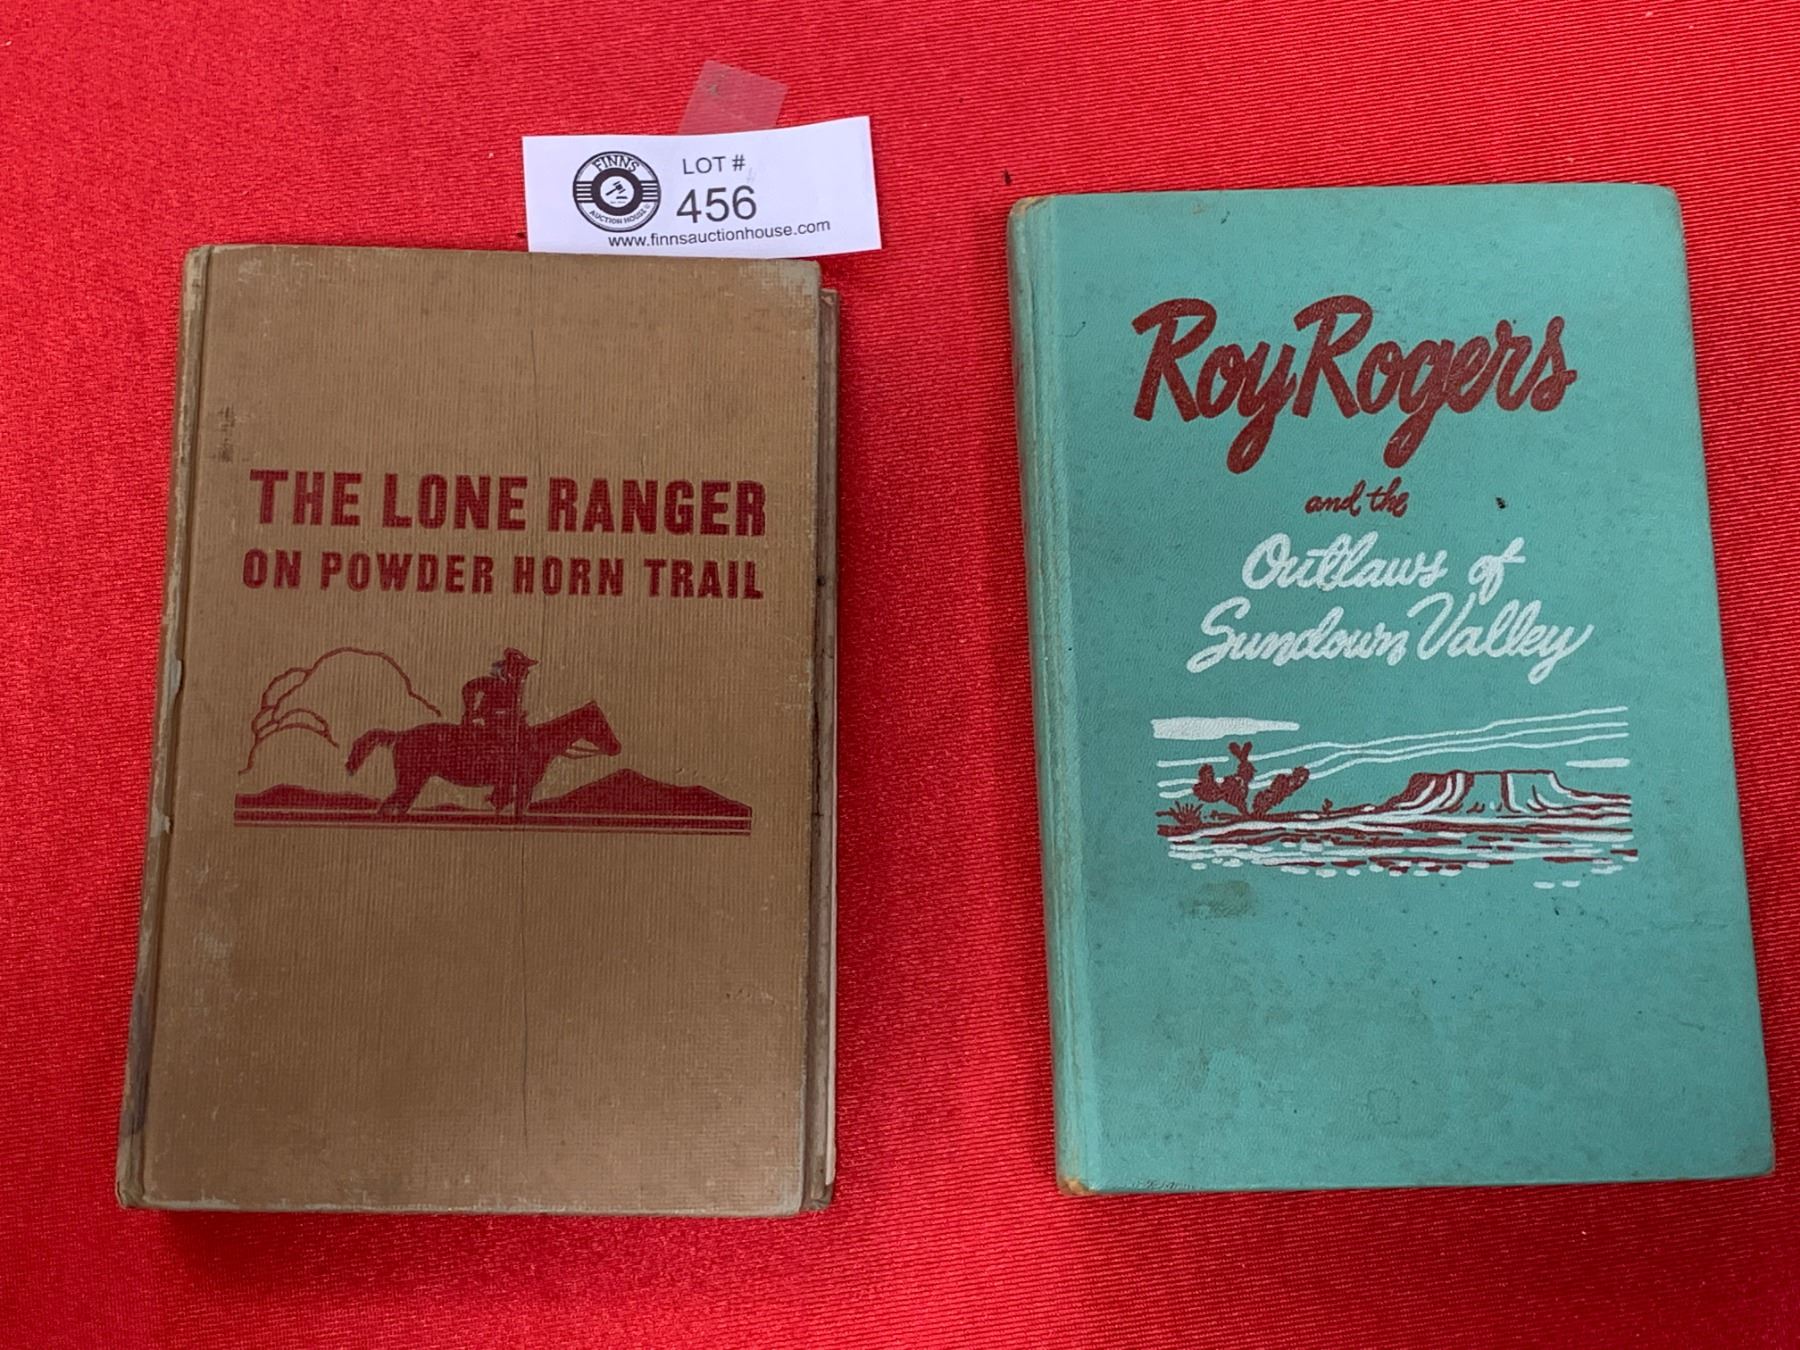 FINNS
AUCTION HOUSE
LOT #
456
www.finnsauctionhouse.com
THE LONE RANGER
ON POWDER HORN TRAIL
Roy Rogers
and the
Outlaws of
Sundown Valley